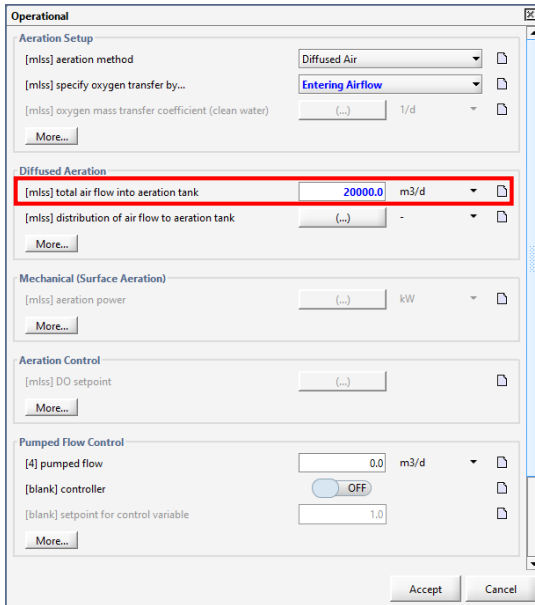 Operational
Aeration Setup
[mlss] aeration method Diffused Air
[mlss] specify oxygen transfer by... Entering Airflow
[mlss] oxygen mass transfer coefficient (clean water) (...) 1/d
More...
Diffused Aeration
[mlss] total air flow into aeration tank 20000.0 m3/d
[mlss] distribution of air flow to aeration tank (...) -
More...
Mechanical (Surface Aeration)
[mlss] aeration power (...) kW
More...
Aeration Control
[mlss] DO setpoint (...)
More...
Pumped Flow Control
[4] pumped flow 0.0 m3/d
[blank] controller OFF
[blank] setpoint for control variable 1.0
More...
Accept Cancel